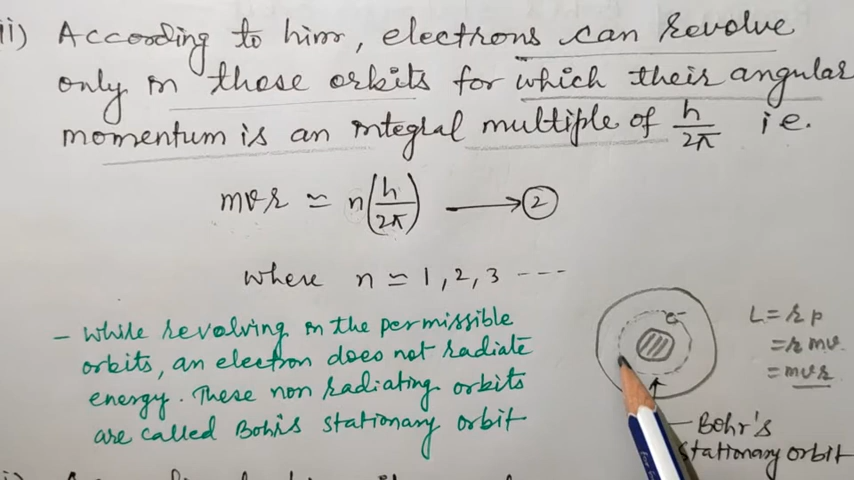 ii) According to him, electrons can revolve
only in those orbits for which their angular
momentum is an integral multiple of h/2π i.e.
mvr = n(h/2π) → ②
where n = 1, 2, 3 ---
- While revolving in the permissible
orbits, an electron does not radiate
energy. These non radiating orbits
are called Bohr's stationary orbit
e-
L = r p
= r mv
= mvr
Bohr's
stationary orbit